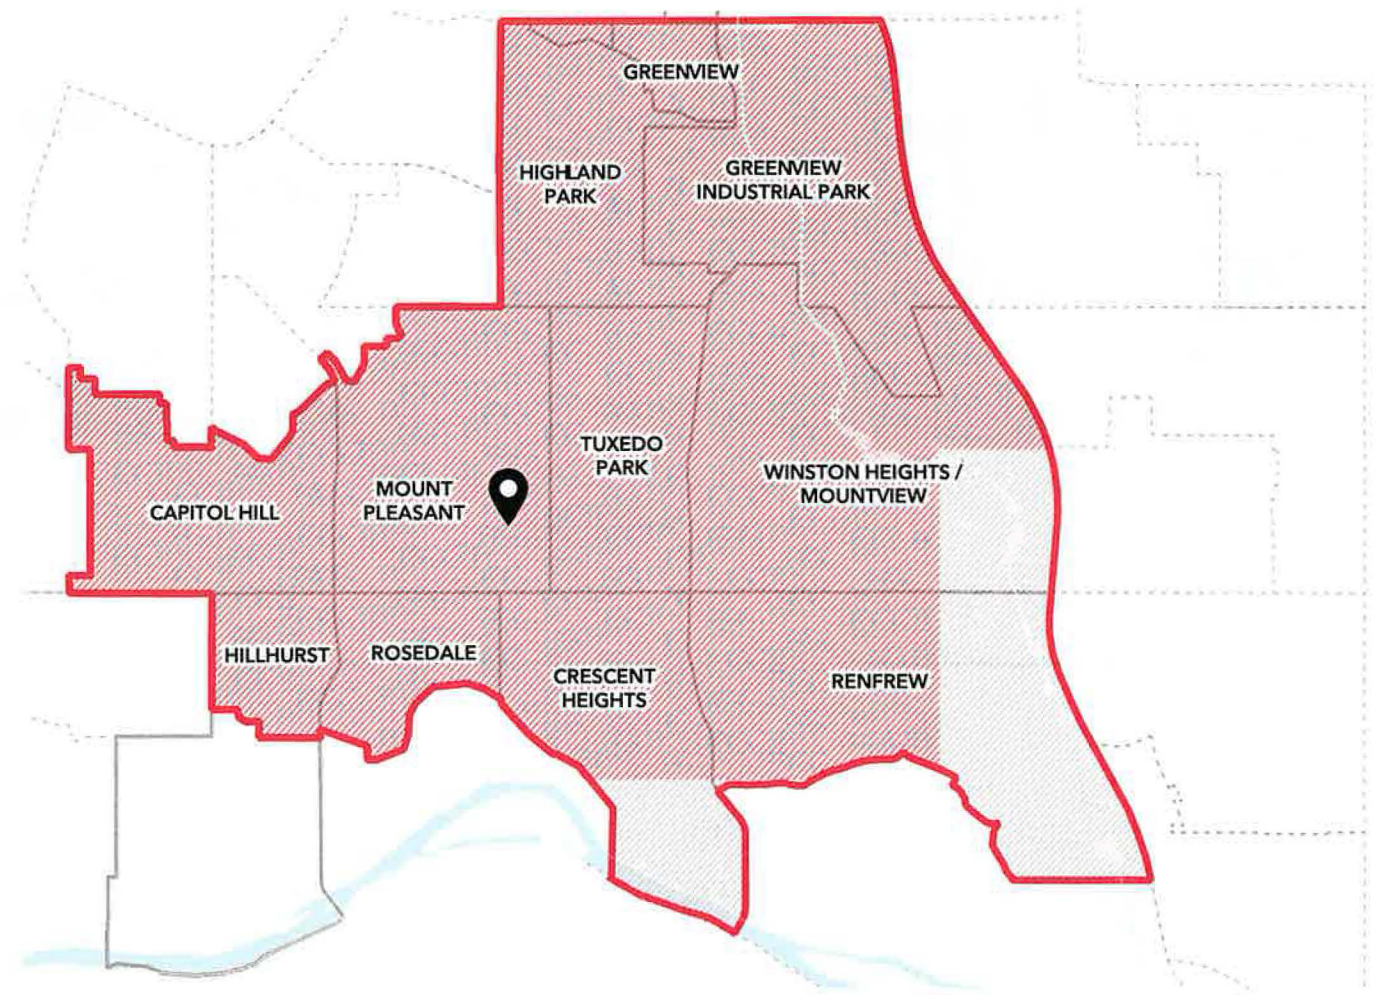 GREENVIEW
HIGHLAND
PARK
GREENVIEW
INDUSTRIAL PARK
TUXEDO
PARK
WINSTON HEIGHTS /
MOUNTVIEW
MOUNT
PLEASANT
CAPITOL HILL
HILLHURST
ROSEDALE
CRESCENT
HEIGHTS
RENFREW